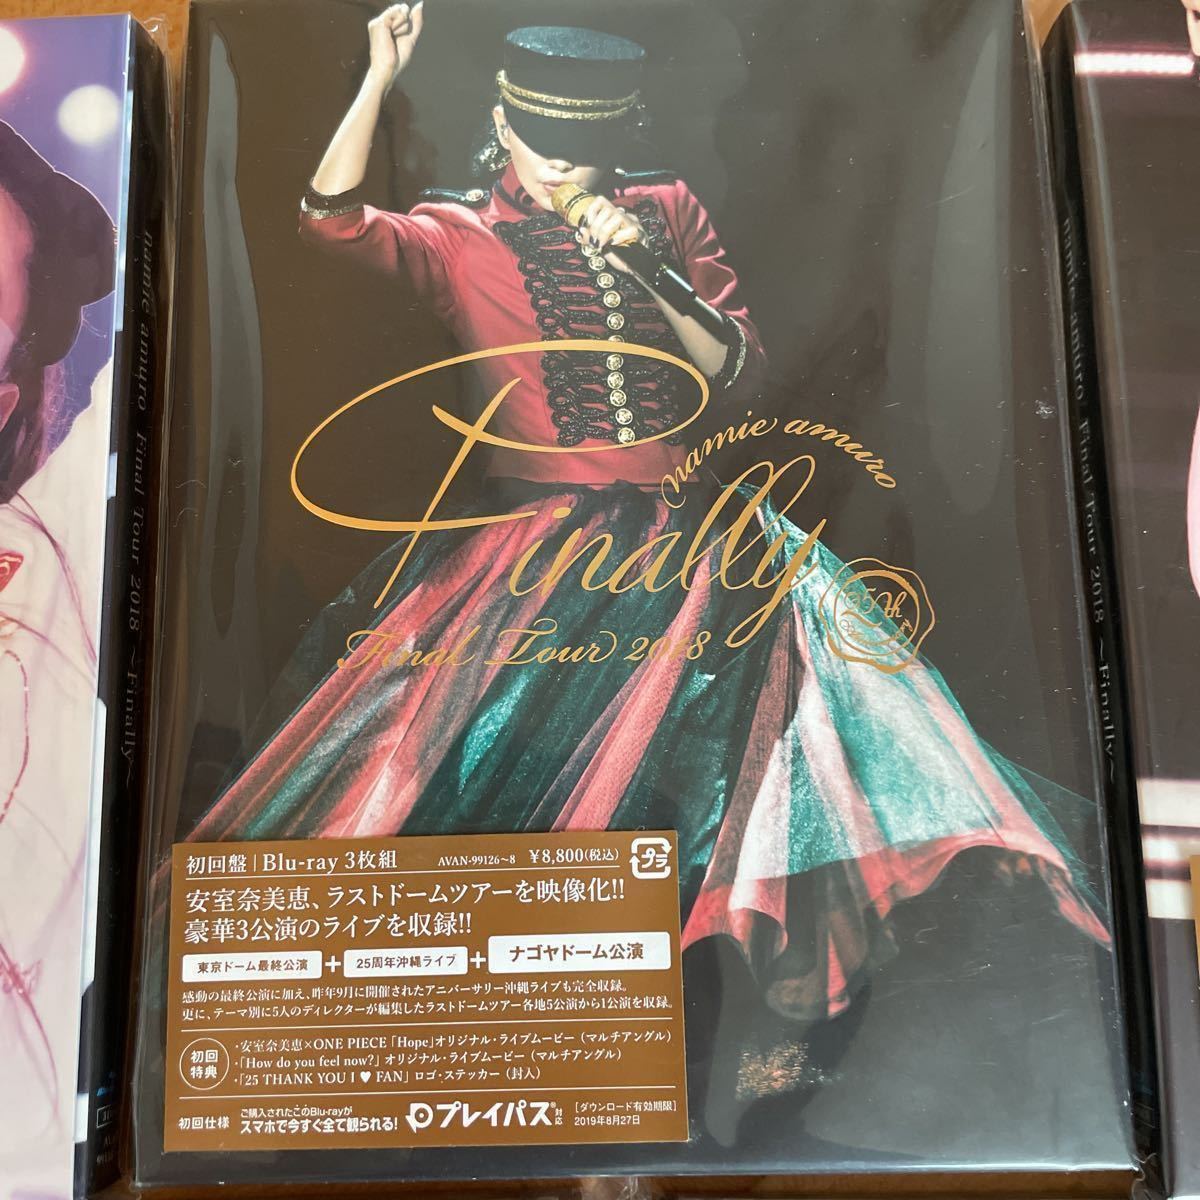 namie amuro Final Tour 2018 ~Finally~
namie amuro
Finally
25th
Anniversary
Final Tour 2018
初回盤 | Blu-ray 3枚組 AVAN-99126~8 ¥8,800(税込)
プラ
安室奈美恵、ラストドームツアーを映像化!!
豪華3公演のライブを収録!!
東京ドーム最終公演 + 25周年沖縄ライブ + ナゴヤドーム公演
感動の最終公演に加え、昨年9月に開催されたアニバーサリー沖縄ライブも完全収録。
更に、テーマ別に5人のディレクターが編集したラストドームツアー各地5公演から1公演を収録。
初回特典
・安室奈美恵×ONE PIECE「Hope」オリジナル・ライブムービー(マルチアングル)
・「How do you feel now?」オリジナル・ライブムービー(マルチアングル)
・「25 THANK YOU I ♥ FAN」ロゴ・ステッカー(封入)
初回仕様
ご購入されたこのBlu-rayが
スマホで今すぐ全て観られる!
プレイパス®対応
[ダウンロード有効期限]
2019年8月27日
namie amuro Final Tour 2018 ~Finally~